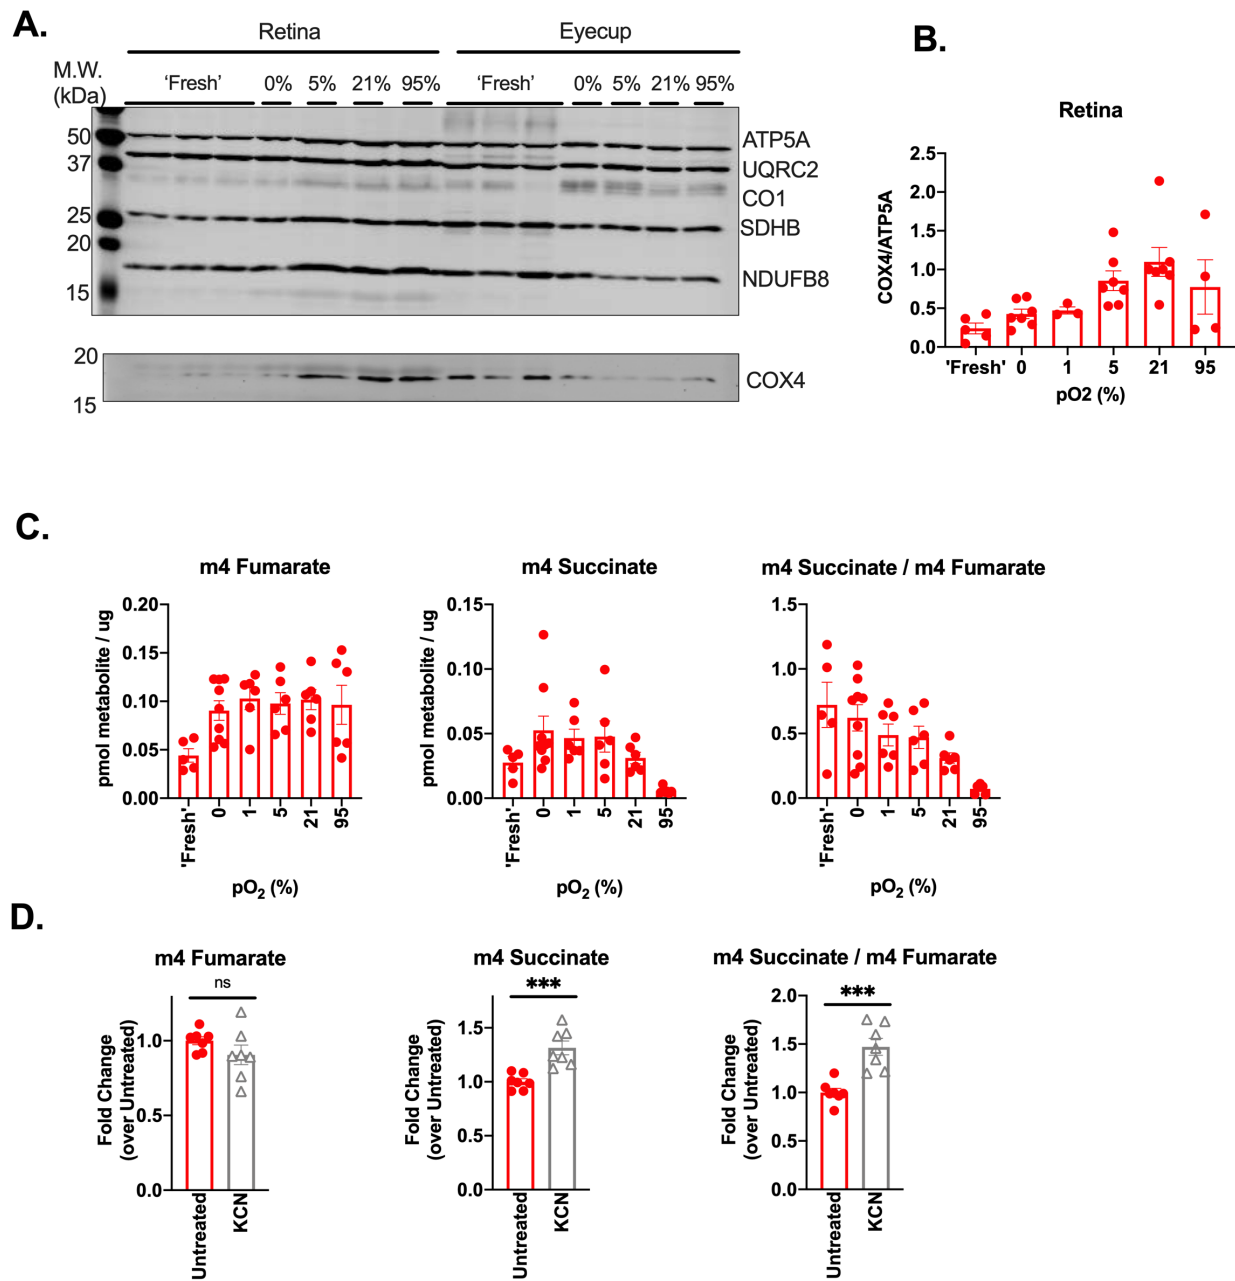 A.
Retina
Eyecup
M.W.
(kDa)
'Fresh'
0%
5%
21%
95%
'Fresh'
0%
5%
21%
95%
50
37
25
20
15
ATP5A
UQRC2
CO1
SDHB
NDUFB8
20
15
COX4
B.
Retina
COX4/ATP5A
2.5
2.0
1.5
1.0
0.5
0.0
'Fresh' 0 1 5 21 95
pO2 (%)
C.
m4 Fumarate
pmol metabolite / ug
0.20
0.15
0.10
0.05
0.00
'Fresh' 0 1 5 21 95
pO2 (%)
m4 Succinate
pmol metabolite / ug
0.15
0.10
0.05
0.00
'Fresh' 0 1 5 21 95
pO2 (%)
m4 Succinate / m4 Fumarate
1.5
1.0
0.5
0.0
'Fresh' 0 1 5 21 95
pO2 (%)
D.
m4 Fumarate
ns
Fold Change
(over Untreated)
1.0
0.5
0.0
Untreated
KCN
m4 Succinate
***
Fold Change
(over Untreated)
1.5
1.0
0.5
0.0
Untreated
KCN
m4 Succinate / m4 Fumarate
***
Fold Change
(over Untreated)
2.0
1.5
1.0
0.5
0.0
Untreated
KCN